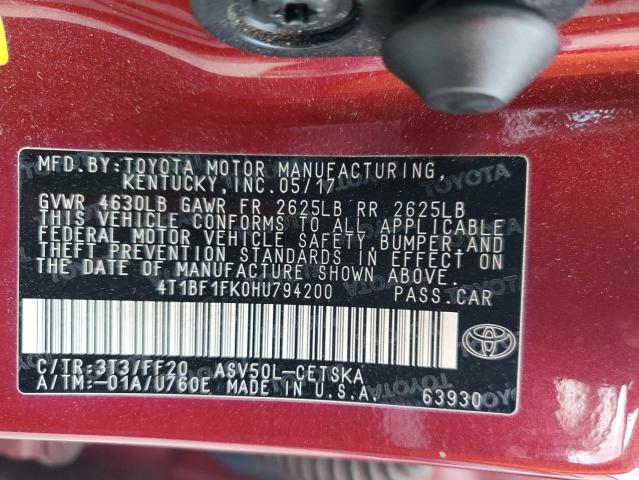 MFD.BY:TOYOTA MOTOR MANUFACTURING,
KENTUCKY, INC. 05/17
GVWR 4630LB GAWR FR 2625LB RR 2625LB
THIS VEHICLE CONFORMS TO ALL APPLICABLE
FEDERAL MOTOR VEHICLE SAFETY, BUMPER AND
THEFT PREVENTION STANDARDS IN EFFECT ON
THE DATE OF MANUFACTURE SHOWN ABOVE.
4T1BF1FK0HU794200 PASS.CAR
C/TR:3T3/FF20 ASV50L-CETSKA
A/TM:-01A/U760E MADE IN U.S.A. 63930